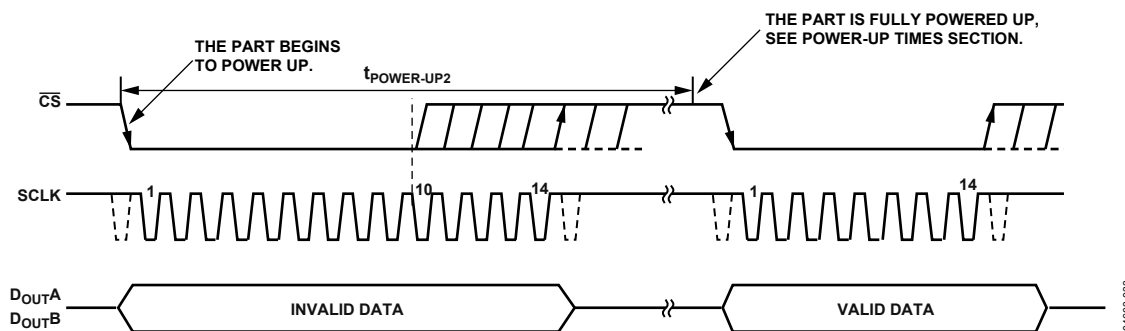 THE PART BEGINS
TO POWER UP.
THE PART IS FULLY POWERED UP,
SEE POWER-UP TIMES SECTION.
tPOWER-UP2
CS
SCLK
1
10
14
1
14
DOUTA
DOUTB
INVALID DATA
VALID DATA